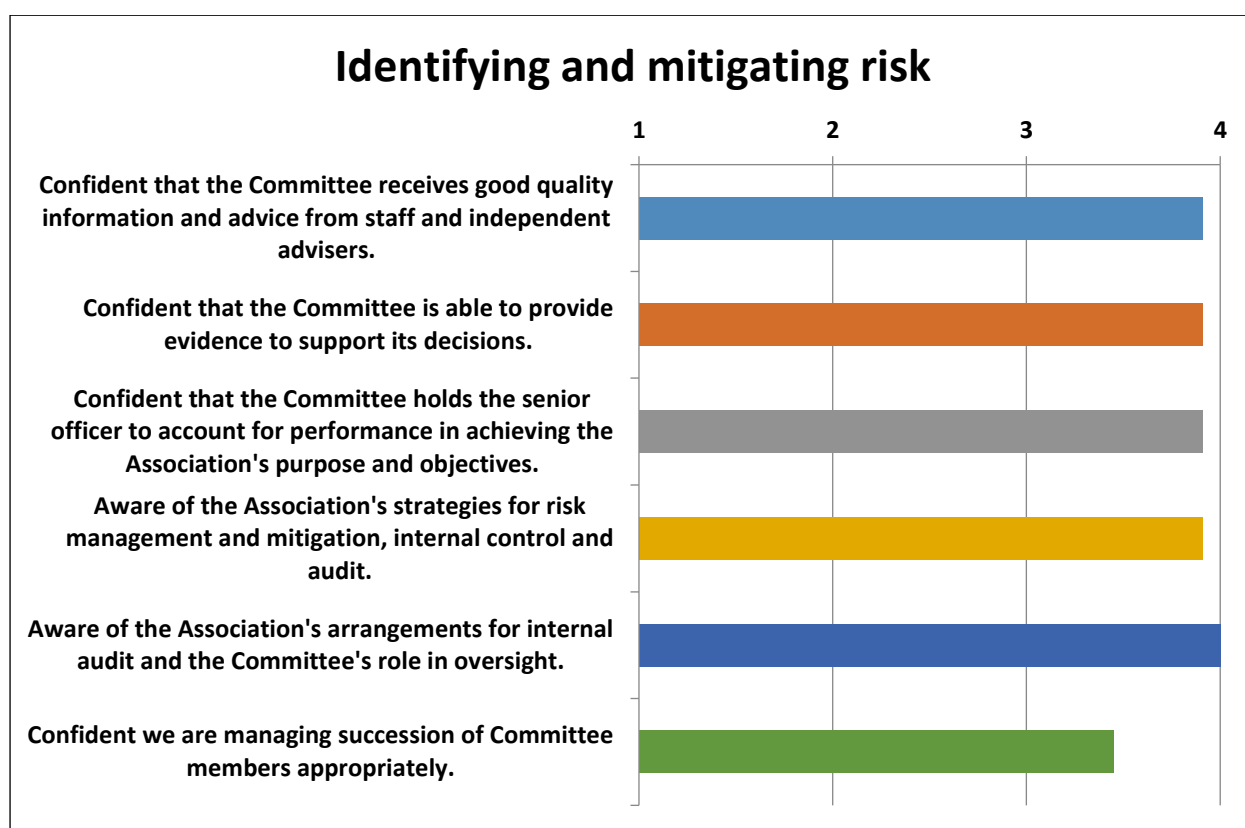 Identifying and mitigating risk
1 2 3 4
Confident that the Committee receives good quality
information and advice from staff and independent
advisers.
Confident that the Committee is able to provide
evidence to support its decisions.
Confident that the Committee holds the senior
officer to account for performance in achieving the
Association's purpose and objectives.
Aware of the Association's strategies for risk
management and mitigation, internal control and
audit.
Aware of the Association's arrangements for internal
audit and the Committee's role in oversight.
Confident we are managing succession of Committee
members appropriately.